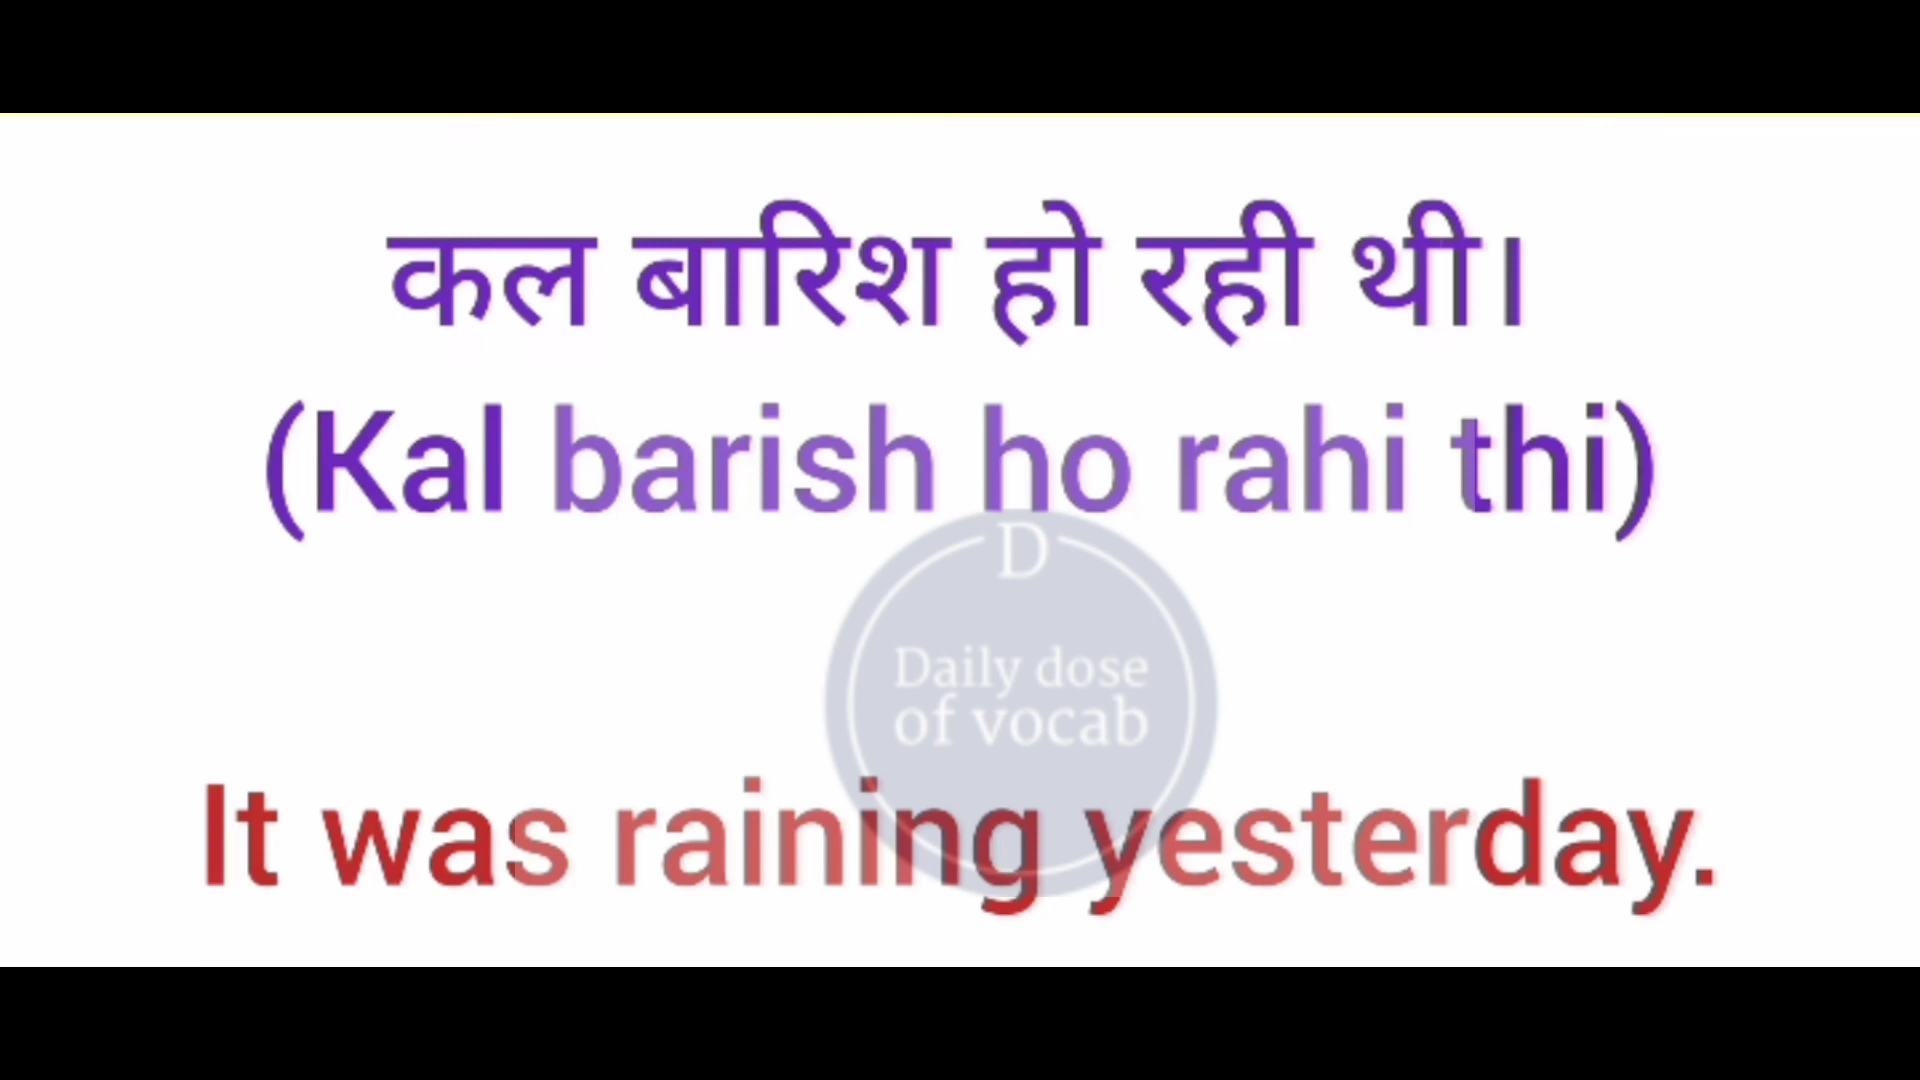 कल बारिश हो रही थी।
(Kal barish ho rahi thi)
D
Daily dose
of vocab
It was raining yesterday.